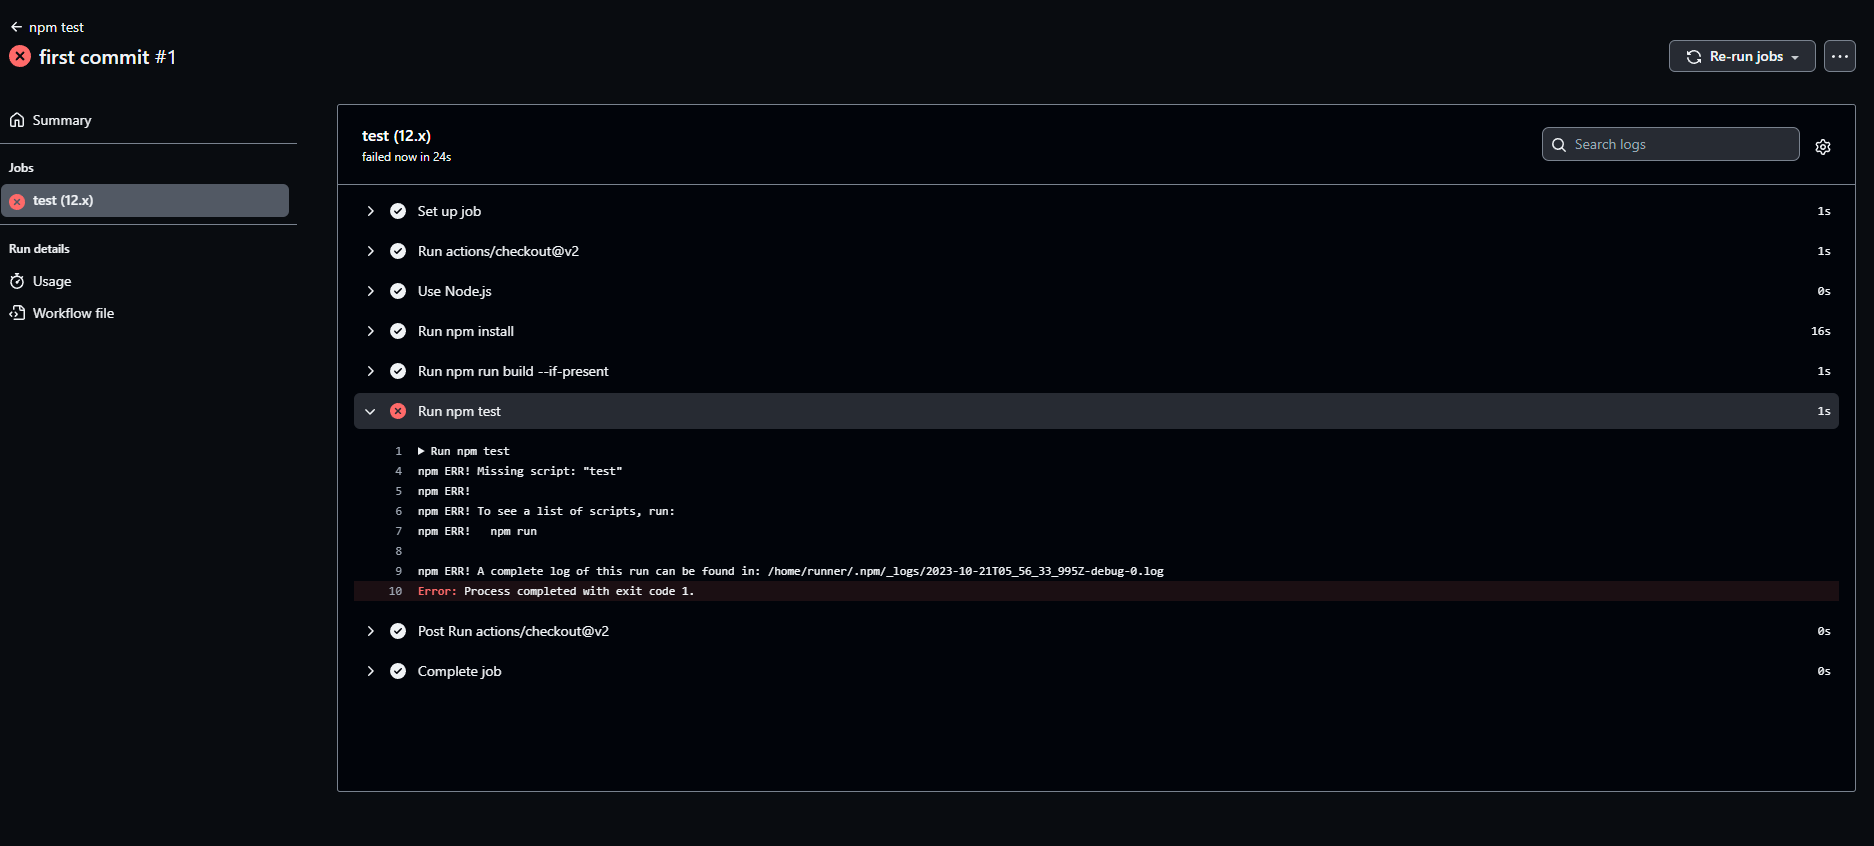 npm test
first commit #1
Re-run jobs
Summary
Jobs
test (12.x)
Run details
Usage
Workflow file
test (12.x)
failed now in 24s
Search logs
Set up job 1s
Run actions/checkout@v2 1s
Use Node.js 0s
Run npm install 16s
Run npm run build --if-present 1s
Run npm test 1s
1 Run npm test
4 npm ERR! Missing script: "test"
5 npm ERR!
6 npm ERR! To see a list of scripts, run:
7 npm ERR!   npm run
8
9 npm ERR! A complete log of this run can be found in: /home/runner/.npm/_logs/2023-10-21T05_56_33_995Z-debug-0.log
10 Error: Process completed with exit code 1.
Post Run actions/checkout@v2 0s
Complete job 0s